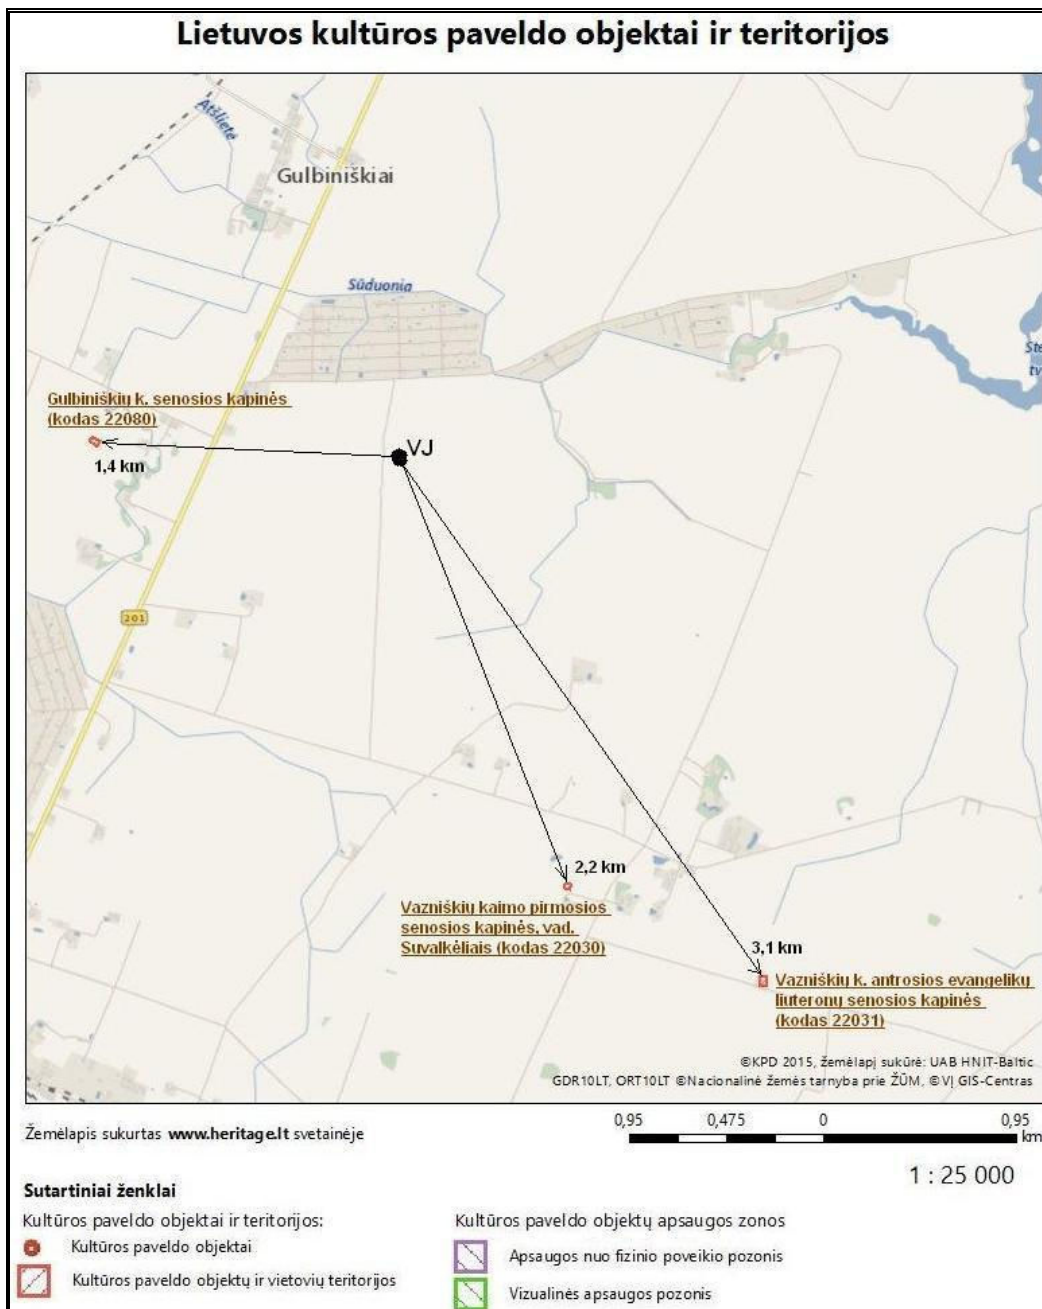 Lietuvos kultūros paveldo objektai ir teritorijos
Atšlietė
Gulbiniškiai
Sūduonia
Gulbiniškių k. senosios kapinės
(kodas 22080)
VJ
1,4 km
201
2,2 km
Vazniškių kaimo pirmosios
senosios kapinės, vad.
Suvalkėliais (kodas 22030)
3,1 km
Vazniškių k. antrosios evangelikų
liuteronų senosios kapinės
(kodas 22031)
©KPD 2015, žemėlapį sukūrė: UAB HNIT-Baltic
GDR10LT, ORT10LT ©Nacionalinė žemės tarnyba prie ŽŪM, ©VĮ GIS-Centras
Žemėlapis sukurtas www.heritage.lt svetainėje
0,95 0,475 0 0,95
km
1 : 25 000
Sutartiniai ženklai
Kultūros paveldo objektai ir teritorijos:
Kultūros paveldo objektai
Kultūros paveldo objektų ir vietovių teritorijos
Kultūros paveldo objektų apsaugos zonos
Apsaugos nuo fizinio poveikio pozonis
Vizualinės apsaugos pozonis